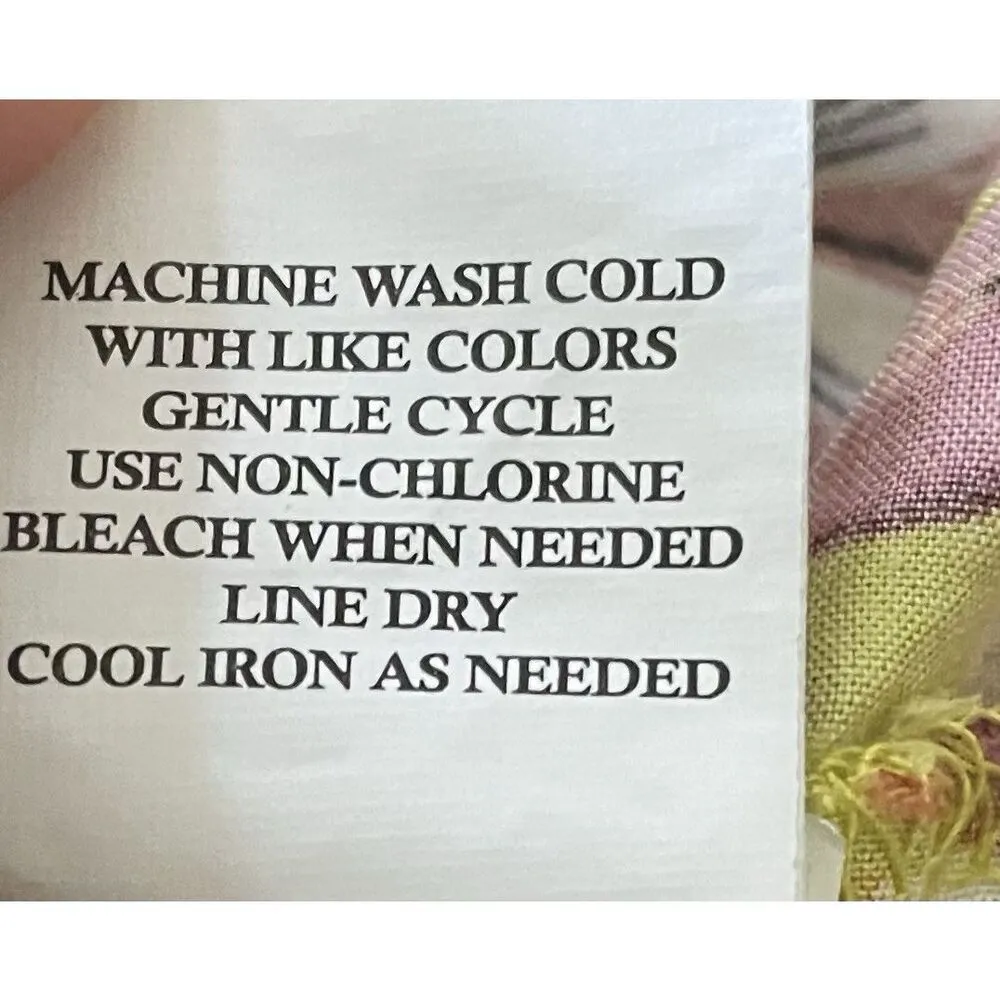 MACHINE WASH COLD
WITH LIKE COLORS
GENTLE CYCLE
USE NON-CHLORINE
BLEACH WHEN NEEDED
LINE DRY
COOL IRON AS NEEDED